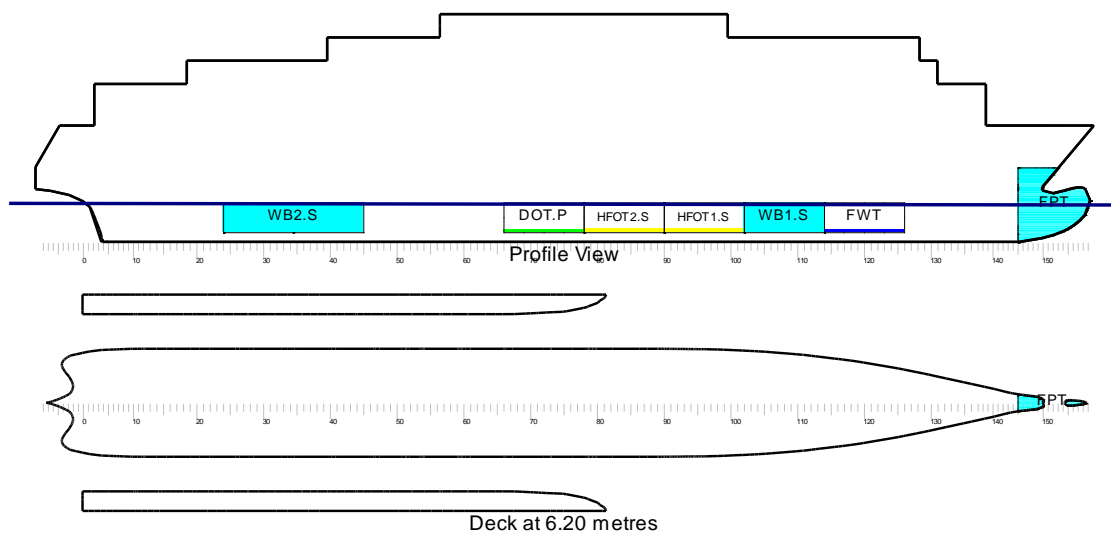 WB2.S DOT.P HFOT2.S HFOT1.S WB1.S FWT FPT
0 10 20 30 40 50 60 70 80 90 100 110 120 130 140 150
Profile View
FPT
0 10 20 30 40 50 60 70 80 90 100 110 120 130 140 150
Deck at 6.20 metres